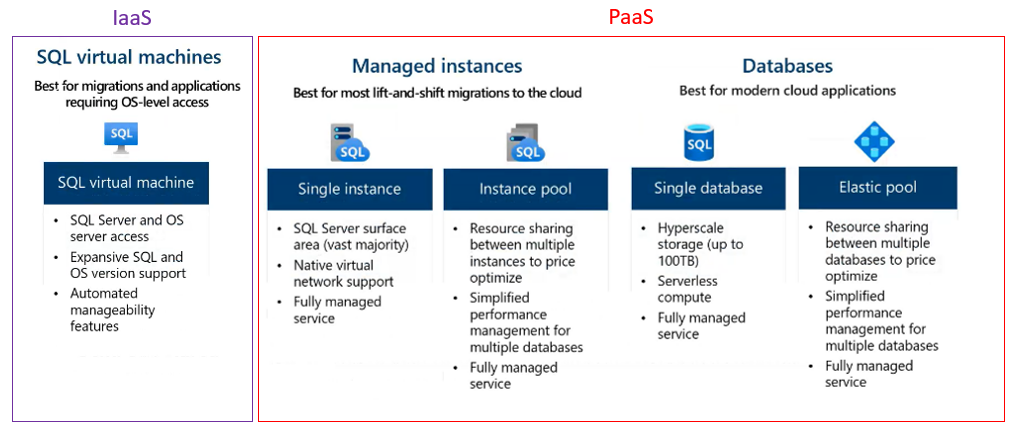 IaaS
PaaS
SQL virtual machines
Best for migrations and applications
requiring OS-level access
SQL
SQL virtual machine
• SQL Server and OS
server access
• Expansive SQL and
OS version support
• Automated
manageability
features
Managed instances
Best for most lift-and-shift migrations to the cloud
SQL
Single instance
• SQL Server surface
area (vast majority)
• Native virtual
network support
• Fully managed
service
SQL
Instance pool
• Resource sharing
between multiple
instances to price
optimize
• Simplified
performance
management for
multiple databases
• Fully managed
service
Databases
Best for modern cloud applications
SQL
Single database
• Hyperscale
storage (up to
100TB)
• Serverless
compute
• Fully managed
service
Elastic pool
• Resource sharing
between multiple
databases to price
optimize
• Simplified
performance
management for
multiple databases
• Fully managed
service